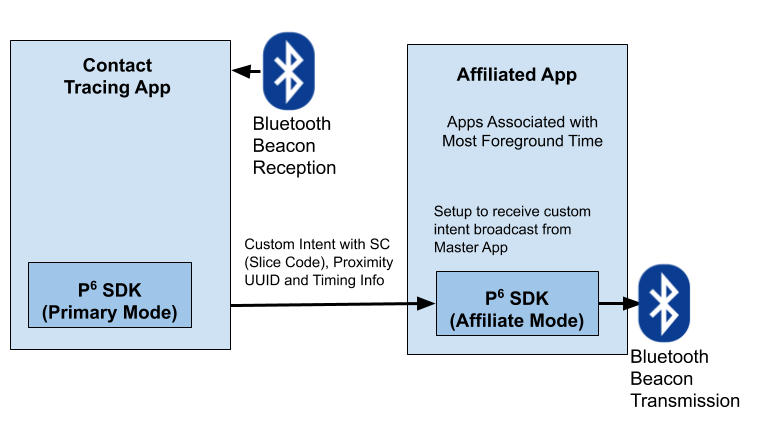 Contact
Tracing App
Bluetooth
Beacon
Reception
Affiliated App
Apps Associated with
Most Foreground Time
Setup to receive custom
intent broadcast from
Master App
Custom Intent with SC
(Slice Code), Proximity
UUID and Timing Info
P⁶ SDK
(Primary Mode)
P⁶ SDK
(Affiliate Mode)
Bluetooth
Beacon
Transmission